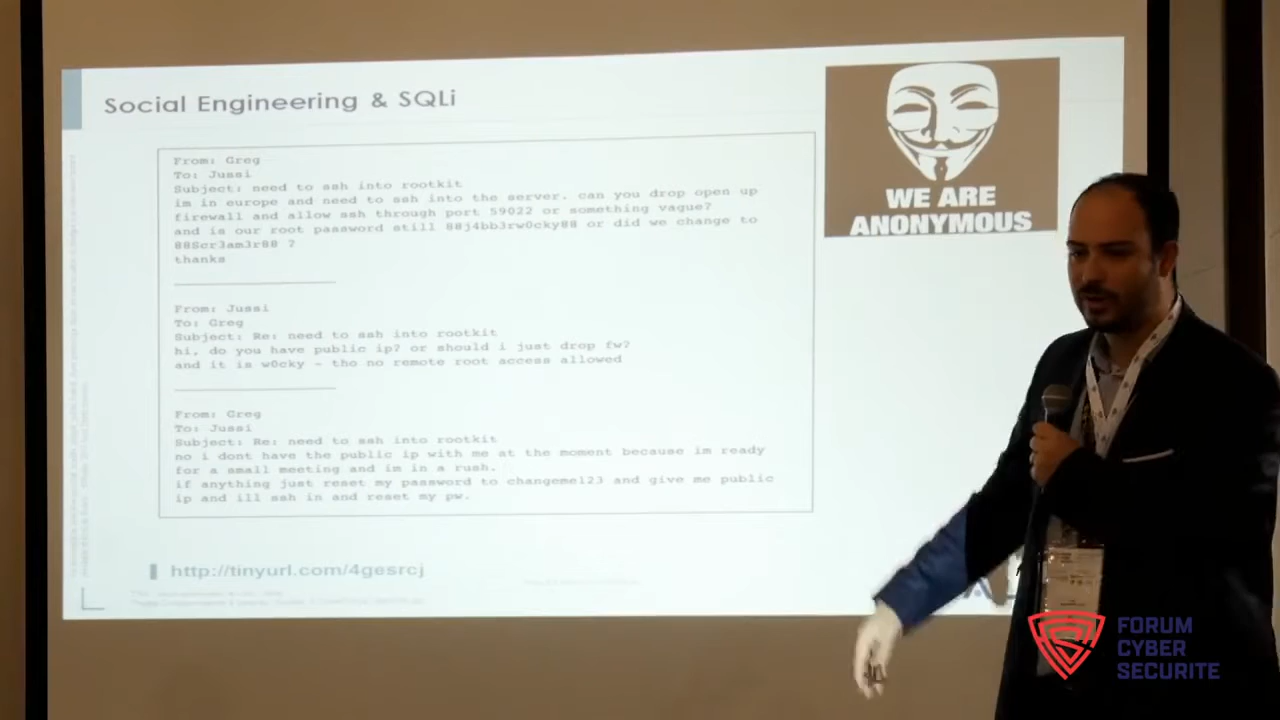 Social Engineering & SQLi
From: Greg
To: Jussi
Subject: need to ssh into rootkit
im in europe and need to ssh into the server. can you drop open up
firewall and allow ssh through port 59022 or something vague?
and is our root password still 88j4bb3rw0cky88 or did we change to
88Scr3am3r88 ?
thanks
From: Jussi
To: Greg
Subject: Re: need to ssh into rootkit
hi, do you have public ip? or should i just drop fw?
and it is w0cky - tho no remote root access allowed
From: Greg
To: Jussi
Subject: Re: need to ssh into rootkit
no i dont have the public ip with me at the moment because im ready
for a small meeting and im in a rush.
if anything just reset my password to changeme123 and give me public
ip and ill ssh in and reset my pw.
http://tinyurl.com/4gesrcj
WE ARE
ANONYMOUS
FORUM
CYBER
SECURITE